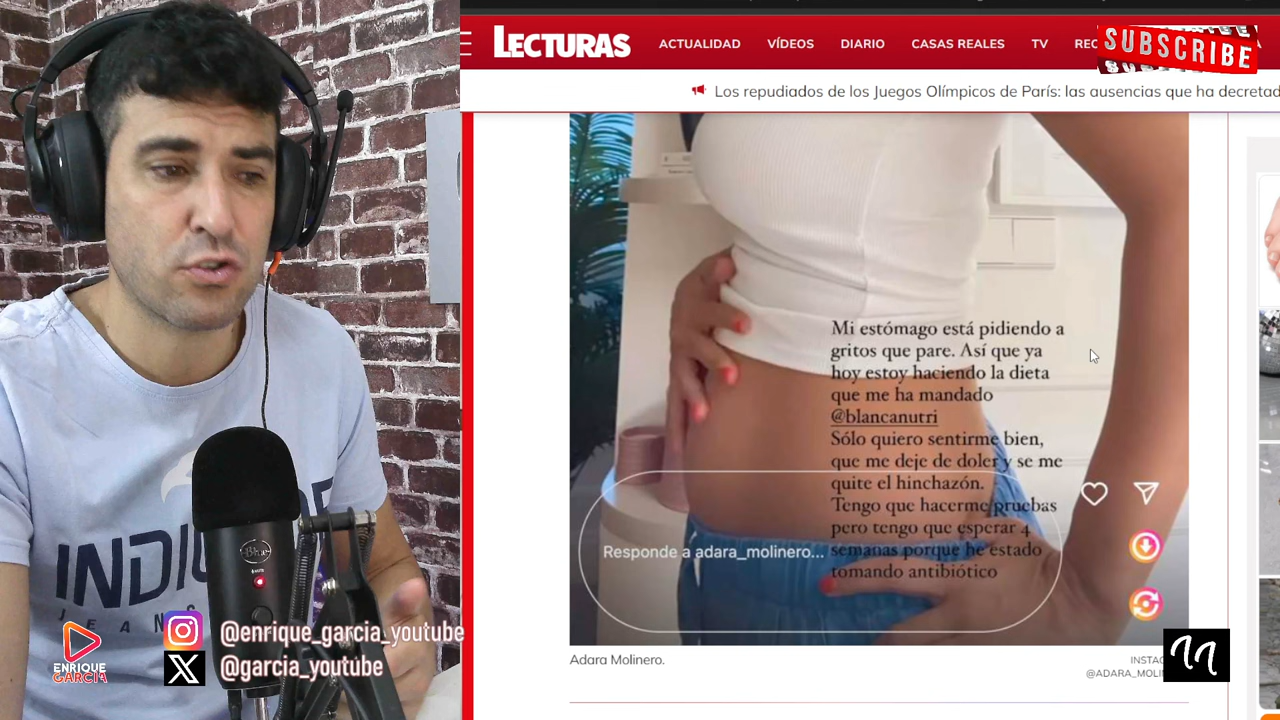 LECTURAS
ACTUALIDAD VÍDEOS DIARIO CASAS REALES TV
SUBSCRIBE
Los repudiados de los Juegos Olímpicos de París: las ausencias que ha
Mi estómago está pidiendo a
gritos que pare. Así que ya
hoy estoy haciendo la dieta
que me ha mandado
@blancanutri
Sólo quiero sentirme bien,
que me deje de doler y se me
quite el hinchazón.
Tengo que hacerme pruebas
pero tengo que esperar 4
semanas porque he estado
tomando antibiótico
Responde a adara_molinero...
Adara Molinero.
JEANS
Blue
ENRIQUE
GARCIA
@enrique_garcia_youtube
@garcia_youtube